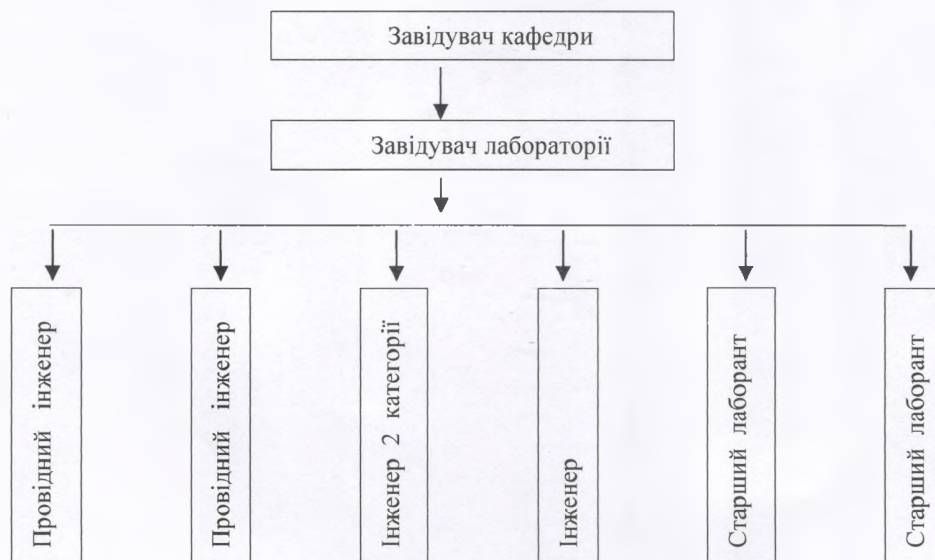 Завідувач кафедри
Завідувач лабораторії
Провідний інженер
Провідний інженер
Інженер 2 категорії
Інженер
Старший лаборант
Старший лаборант